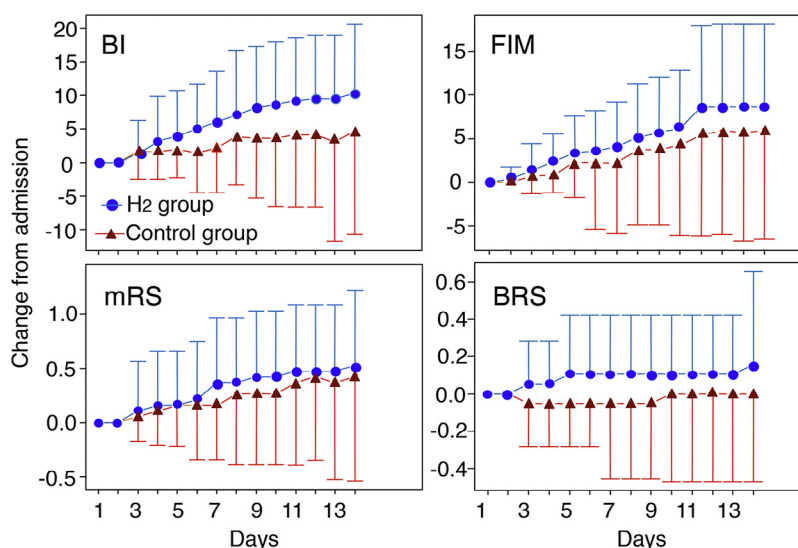 BI
20
15
10
5
0
-5
-10
H2 group
Control group
FIM
15
10
5
0
-5
Change from admission
mRS
1.0
0.5
0.0
-0.5
1 3 5 7 9 11 13
Days
BRS
0.6
0.4
0.2
0.0
-0.2
-0.4
1 3 5 7 9 11 13
Days